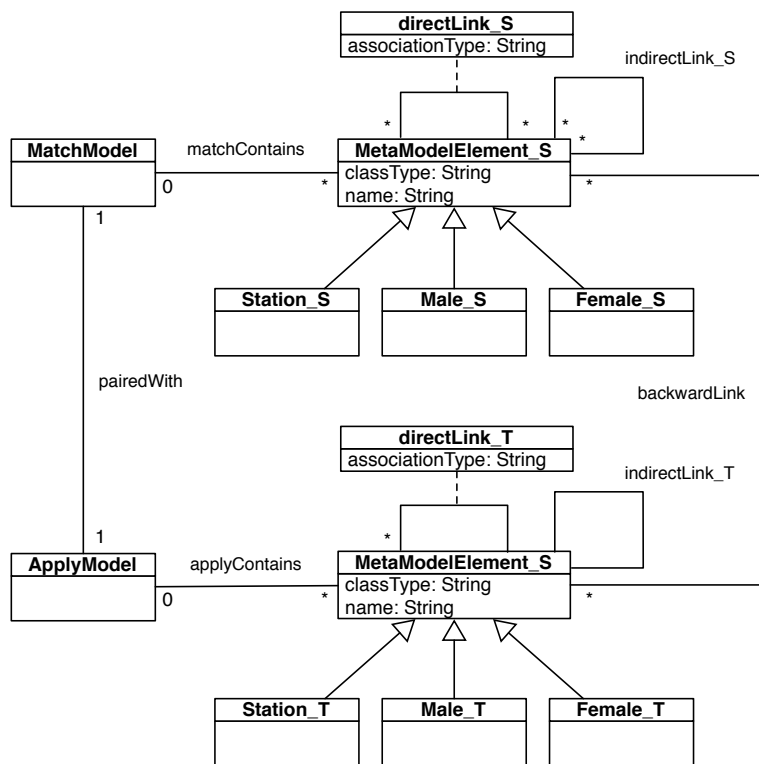 directLink_S
associationType: String
indirectLink_S
* * *
*
MatchModel
matchContains
MetaModelElement_S
classType: String
name: String
0 * *
1
Station_S Male_S Female_S
pairedWith
backwardLink
directLink_T
associationType: String
indirectLink_T
*
1
ApplyModel
applyContains
MetaModelElement_S
classType: String
name: String
0 * *
Station_T Male_T Female_T